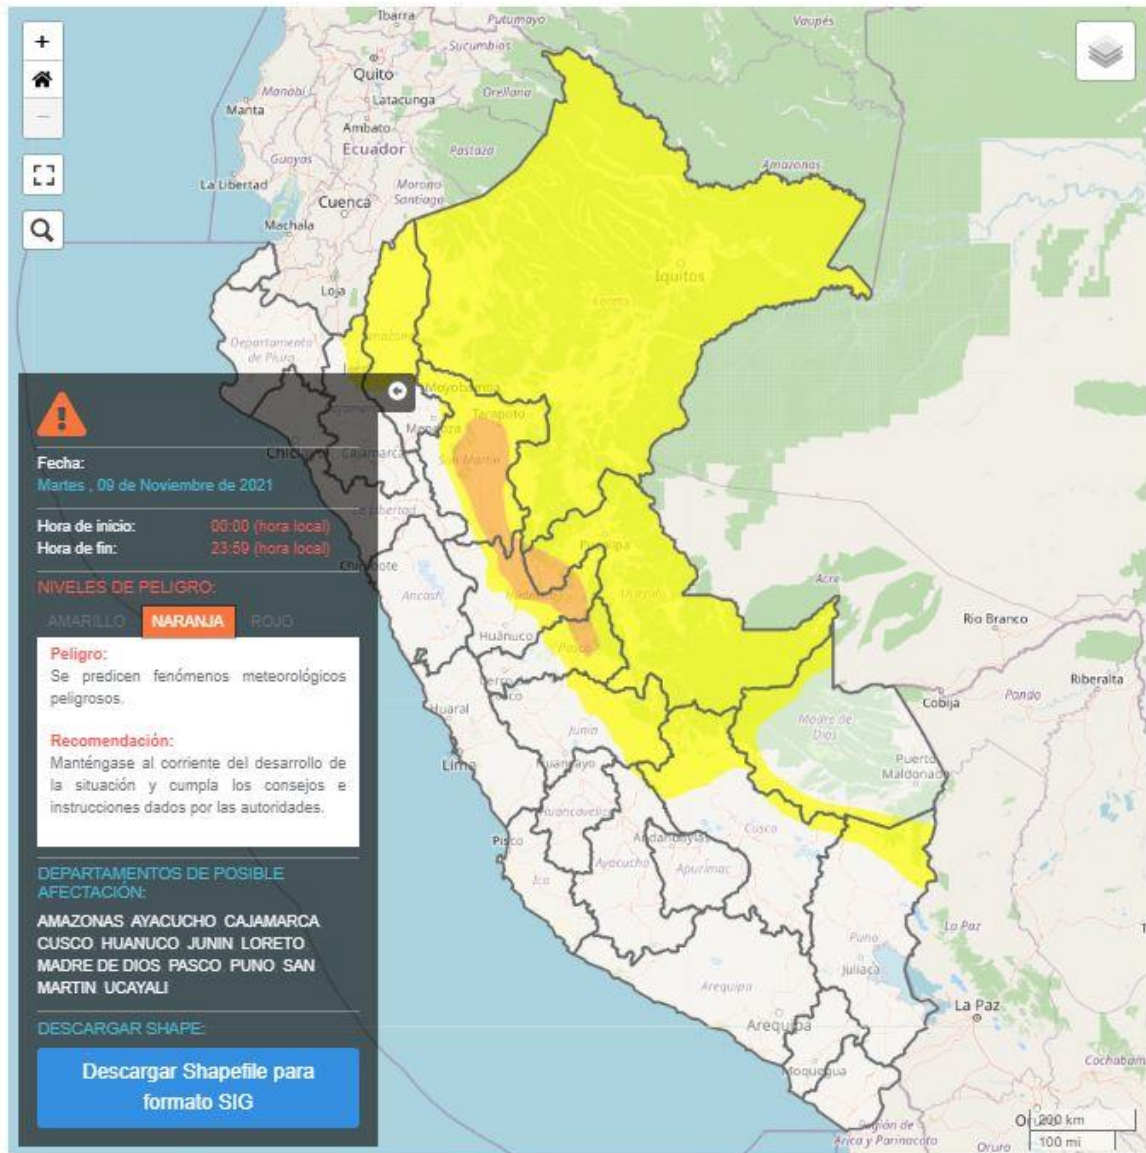 +
−
Ibarra
Putumayo
Vaupés
Sucumbíos
Quito
Orellana
Manabí
Latacunga
Manta
Ambato
Ecuador
Pastaza
Amazonas
Guayas
La Libertad
Morona
Santiago
Cuenca
Machala
Iquitos
Loreto
Loja
Departamento
de Piura
Moyobamba
Tarapoto
Mendoza
San Martín
Cajamarca
Pucallpa
Ucayali
Acre
Ancash
Huánuco
Huánuco
Pasco
Rio Branco
Riberalta
Pando
Cobija
Huaral
Junín
Madre de
Dios
Puerto
Maldonado
Lima
Huancayo
Huancavelica
Cusco
Pisco
Andahuaylas
Ayacucho
Apurímac
Ica
Puno
La Paz
Juliaca
Arequipa
La Paz
Arequipa
Moquegua
Cochabam
Región de
Arica y Parinacota
Oruro
200 km
100 mi
Fecha:
Martes , 09 de Noviembre de 2021
Hora de inicio: 00:00 (hora local)
Hora de fin: 23:59 (hora local)
NIVELES DE PELIGRO:
AMARILLO NARANJA ROJO
Peligro:
Se predicen fenómenos meteorológicos
peligrosos.
Recomendación:
Manténgase al corriente del desarrollo de
la situación y cumpla los consejos e
instrucciones dados por las autoridades.
DEPARTAMENTOS DE POSIBLE
AFECTACIÓN:
AMAZONAS AYACUCHO CAJAMARCA
CUSCO HUANUCO JUNIN LORETO
MADRE DE DIOS PASCO PUNO SAN
MARTIN UCAYALI
DESCARGAR SHAPE:
Descargar Shapefile para
formato SIG